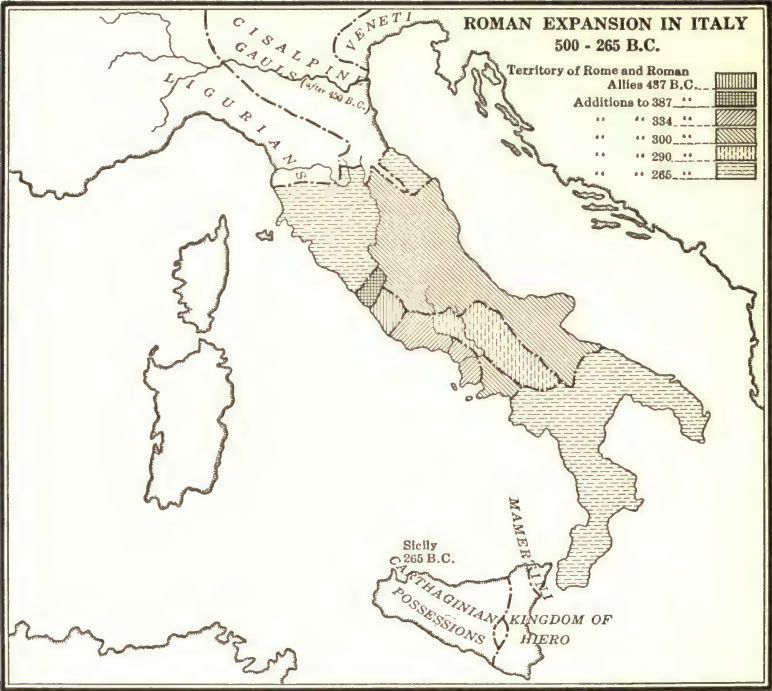 ROMAN EXPANSION IN ITALY
500 - 265 B.C.
Territory of Rome and Roman
Allies 437 B.C.
Additions to 387 "
" " 334 "
" " 300 "
" " 290 "
" " 265 "
CISALPIN
GAULS (after 450 B.C.)
VENETI
LIGURIANS
Sicily
265 B.C.
MAMERTINI
CARTHAGINIAN
POSSESSIONS
KINGDOM OF
HIERO